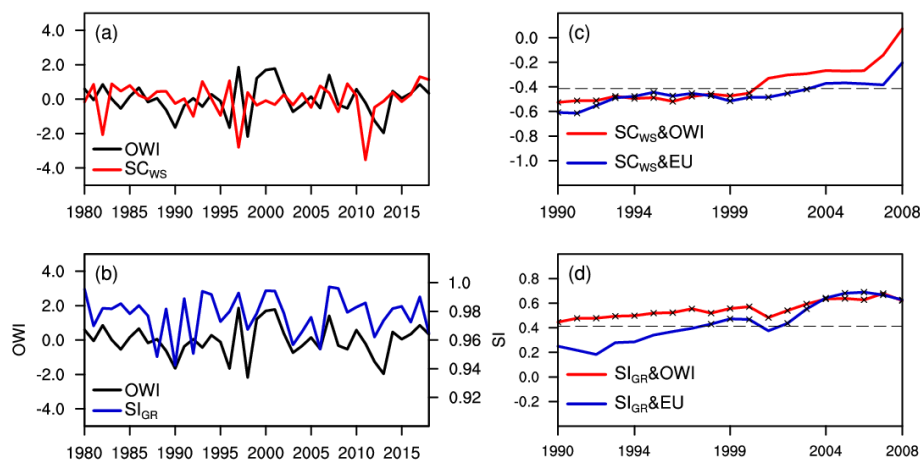 (a)
4.0
2.0
0.0
-2.0
-4.0
OWI
SCWS
1980 1985 1990 1995 2000 2005 2010 2015
(c)
0.0
-0.4
-0.6
-0.8
-1.0
SCWS&OWI
SCWS&EU
1990 1994 1999 2004 2008
(b)
OWI
4.0
2.0
0.0
-2.0
-4.0
OWI
SIGR
1.00
0.98
0.96
0.94
0.92
SI
1980 1985 1990 1995 2000 2005 2010 2015
(d)
0.8
0.6
0.4
0.2
0.0
0.2
SIGR&OWI
SIGR&EU
1990 1994 1999 2004 2008